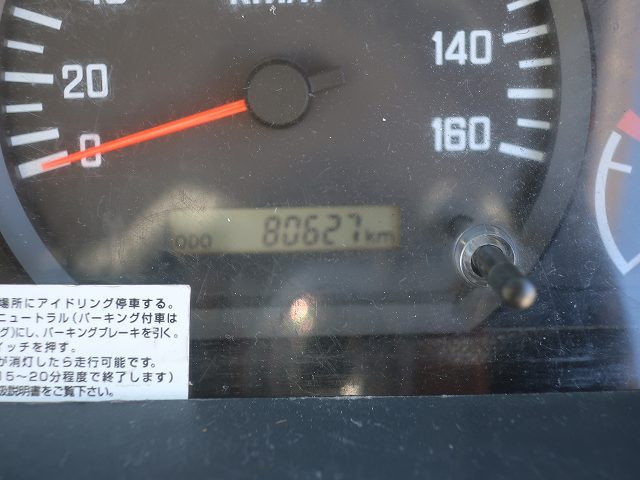 20
140
0
160
ODO 80627km
場所にアイドリング停車する。
ニュートラル(パーキング付車は
グ)にし、パーキングブレーキを引く。
イッチを押す。
が消灯したら走行可能です。
15〜20分程度で終了します)
扱説明書をご覧下さい。